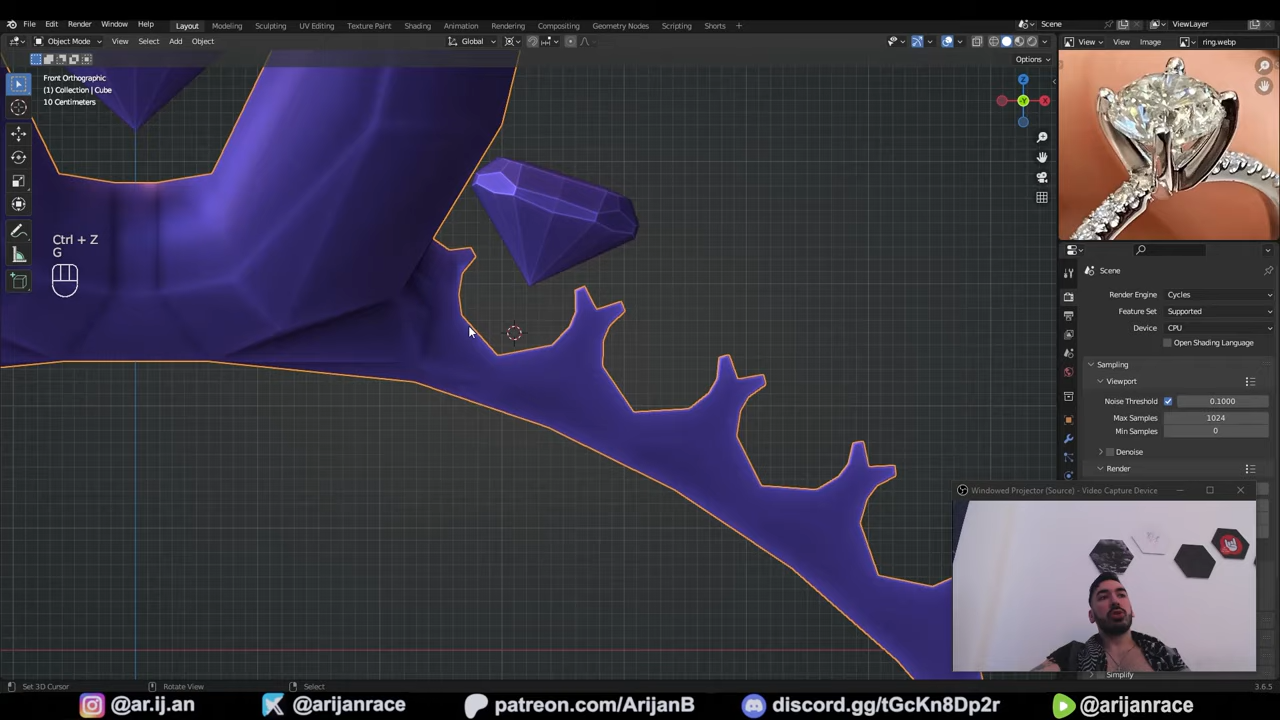 File Edit Render Window Help Layout Modeling Sculpting UV Editing Texture Paint Shading Animation Rendering Compositing Geometry Nodes Scripting Shorts + Scene ViewLayer
Object Mode View Select Add Object Global View View Image ring.webp
Options
Front Orthographic
(1) Collection | Cube
10 Centimeters
Z
X
Y
Ctrl + Z
G
Scene
Render Engine Cycles
Feature Set Supported
Device CPU
Open Shading Language
Sampling
Viewport
Noise Threshold 0.1000
Max Samples 1024
Min Samples 0
Denoise
Render
Windowed Projector (Source) - Video Capture Device
Simplify
Set 3D Cursor Rotate View Select 3.6.5
@ar.ij.an @arijanrace patreon.com/ArijanB discord.gg/tGcKn8Dp2r @arijanrace